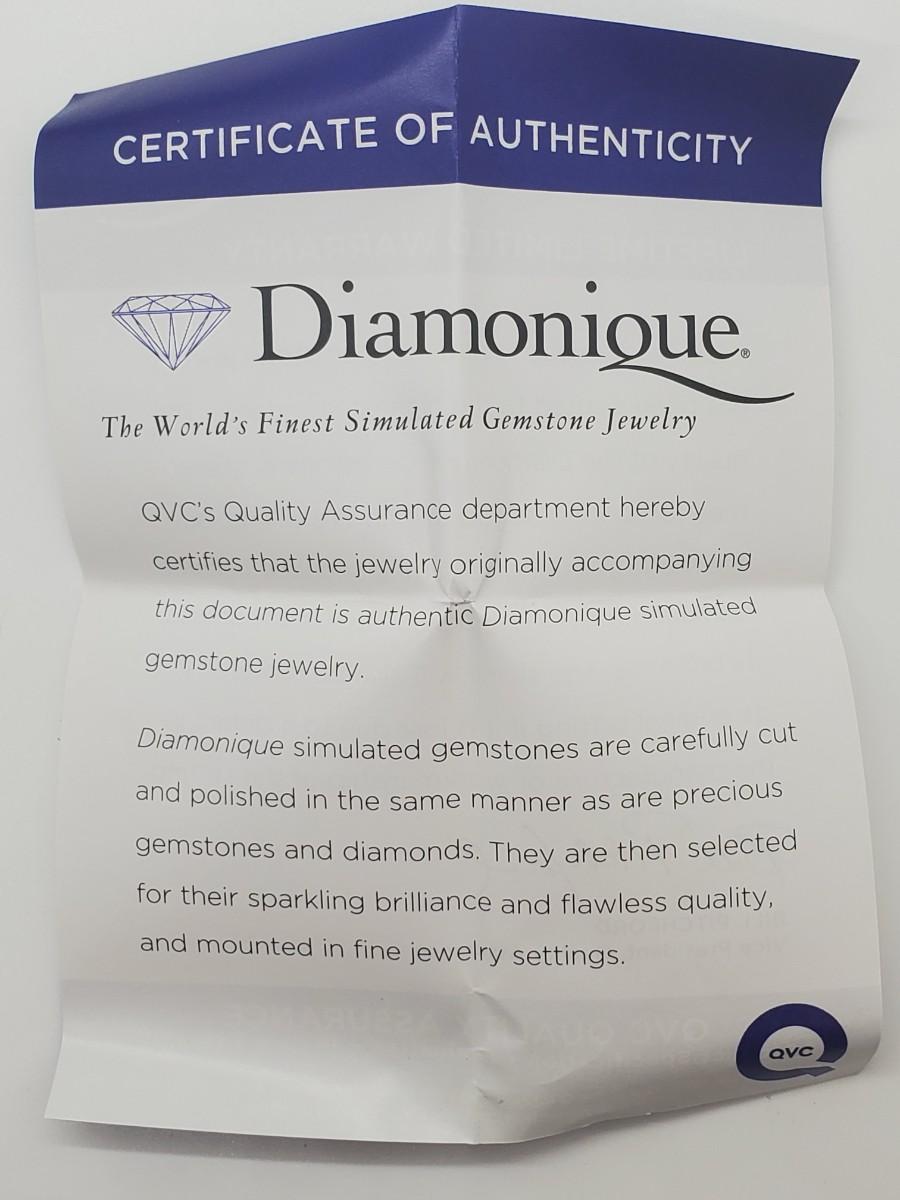 CERTIFICATE OF AUTHENTICITY
Diamonique®
The World's Finest Simulated Gemstone Jewelry
QVC's Quality Assurance department hereby
certifies that the jewelry originally accompanying
this document is authentic Diamonique simulated
gemstone jewelry.
Diamonique simulated gemstones are carefully cut
and polished in the same manner as are precious
gemstones and diamonds. They are then selected
for their sparkling brilliance and flawless quality,
and mounted in fine jewelry settings.
QVC